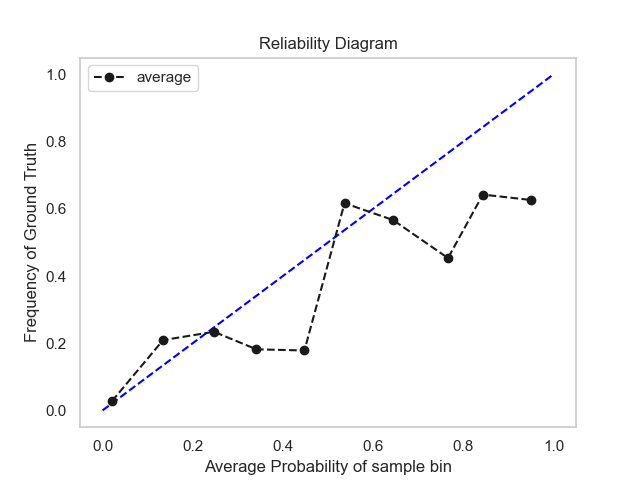 Reliability Diagram
average
Frequency of Ground Truth
1.0
0.8
0.6
0.4
0.2
0.0
0.0 0.2 0.4 0.6 0.8 1.0
Average Probability of sample bin